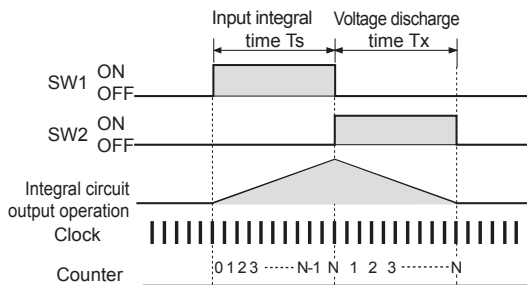 Input integral
time Ts
Voltage discharge
time Tx
SW1 ON
OFF
SW2 ON
OFF
Integral circuit
output operation
Clock
Counter 0 1 2 3 ------ N-1 N 1 2 3 --------- N